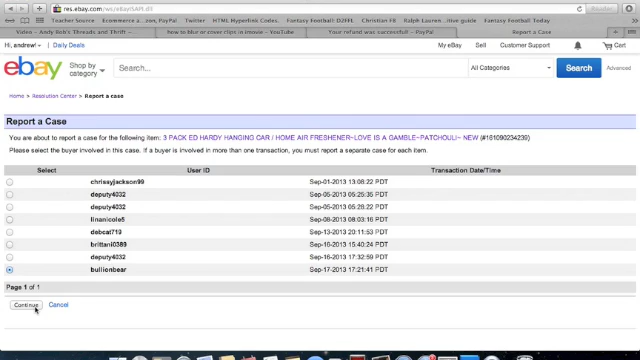 res.ebay.com/ws/eBayISAPI.dll
Reader
Teacher Source
Ecommerce a
Twitter
HTML Hyperlink Codes.
Fantasy Football-DZFFL
Christian FB
Ralph Lauren
ive guide
Fantasy Football Today
Video – Andy Rob's Threads and Thrift
Customer Support
how to blur or cover clips in imovie – YouTube
Your refund was successful! – PayPal
Report a Case
Hi, andrew!
Daily Deals
My eBay
Sell
Customer Support
Cart
ebay
Shop by category
Search...
All Categories
Search
Advanced
Home > Resolution Center > Report a case
Report a Case
You are about to report a case for the following item: 3 PACK ED HARDY HANGING CAR / HOME AIR FRESHENER~LOVE IS A GAMBLE~PATCHOULI~ NEW (#161090234239)
Please select the buyer involved in this case. If a buyer is involved in more than one transaction, you must report a separate case for each item.
Select User ID Transaction Date/Time
chrissyjackson99 Sep-01-2013 13:08:22 PDT
deputy4032 Sep-05-2013 05:25:35 PDT
deputy4032 Sep-05-2013 05:28:22 PDT
linanicole5 Sep-08-2013 08:03:16 PDT
debcat719 Sep-13-2013 20:11:53 PDT
brittani0389 Sep-16-2013 15:40:24 PDT
deputy4032 Sep-16-2013 17:32:59 PDT
bullionbear Sep-17-2013 17:21:41 PDT
Page 1 of 1
Continue Cancel